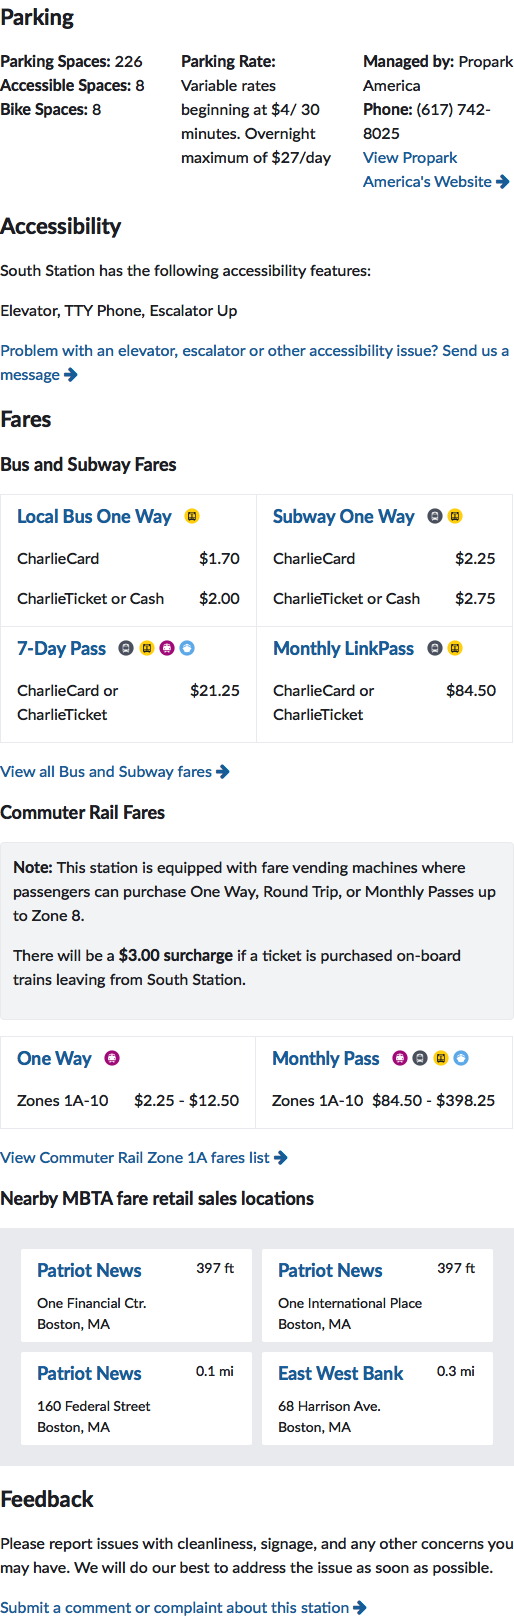 Parking
Parking Spaces: 226
Accessible Spaces: 8
Bike Spaces: 8
Parking Rate:
Variable rates
beginning at $4/ 30
minutes. Overnight
maximum of $27/day
Managed by: Propark
America
Phone: (617) 742-
8025
View Propark
America's Website
Accessibility
South Station has the following accessibility features:
Elevator, TTY Phone, Escalator Up
Problem with an elevator, escalator or other accessibility issue? Send us a
message
Fares
Bus and Subway Fares
Local Bus One Way
CharlieCard $1.70
CharlieTicket or Cash $2.00
Subway One Way
CharlieCard $2.25
CharlieTicket or Cash $2.75
7-Day Pass
CharlieCard or $21.25
CharlieTicket
Monthly LinkPass
CharlieCard or $84.50
CharlieTicket
View all Bus and Subway fares
Commuter Rail Fares
Note: This station is equipped with fare vending machines where
passengers can purchase One Way, Round Trip, or Monthly Passes up
to Zone 8.
There will be a $3.00 surcharge if a ticket is purchased on-board
trains leaving from South Station.
One Way
Zones 1A-10 $2.25 - $12.50
Monthly Pass
Zones 1A-10 $84.50 - $398.25
View Commuter Rail Zone 1A fares list
Nearby MBTA fare retail sales locations
Patriot News 397 ft
One Financial Ctr.
Boston, MA
Patriot News 397 ft
One International Place
Boston, MA
Patriot News 0.1 mi
160 Federal Street
Boston, MA
East West Bank 0.3 mi
68 Harrison Ave.
Boston, MA
Feedback
Please report issues with cleanliness, signage, and any other concerns you
may have. We will do our best to address the issue as soon as possible.
Submit a comment or complaint about this station